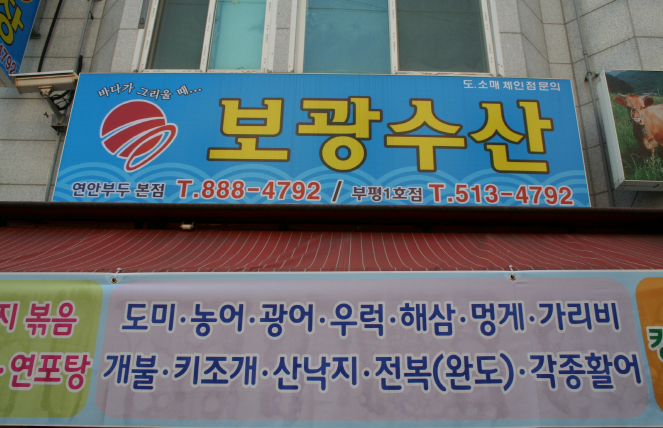 바다가 그리울 때...
도.소매 체인점 문의
보광수산
연안부두 본점 T.888-4792 / 부평1호점 T.513-4792
도미·농어·광어·우럭·해삼·멍게·가리비
개불·키조개·산낙지·전복(완도)·각종활어
지 볶음
·연포탕
4792